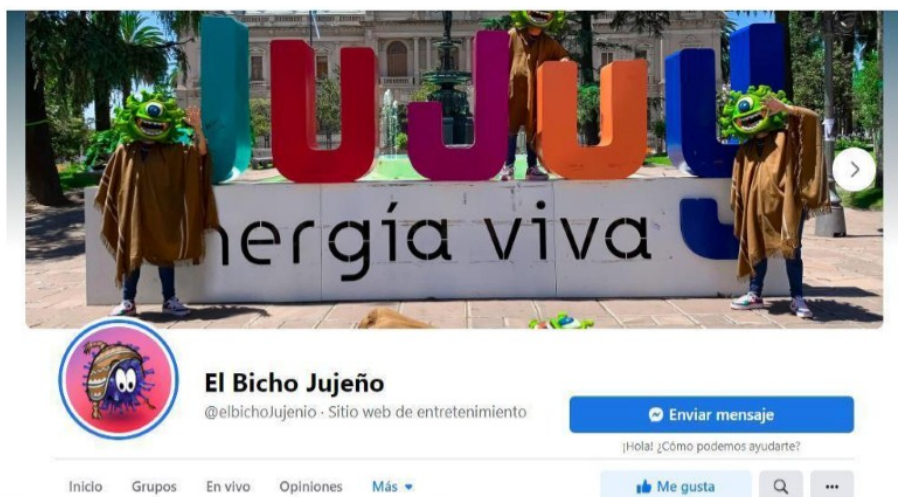 JUJUY
energía viva
El Bicho Jujeño
@elbichoJujenio · Sitio web de entretenimiento
Enviar mensaje
¡Hola! ¿Cómo podemos ayudarte?
Inicio Grupos En vivo Opiniones Más
Me gusta